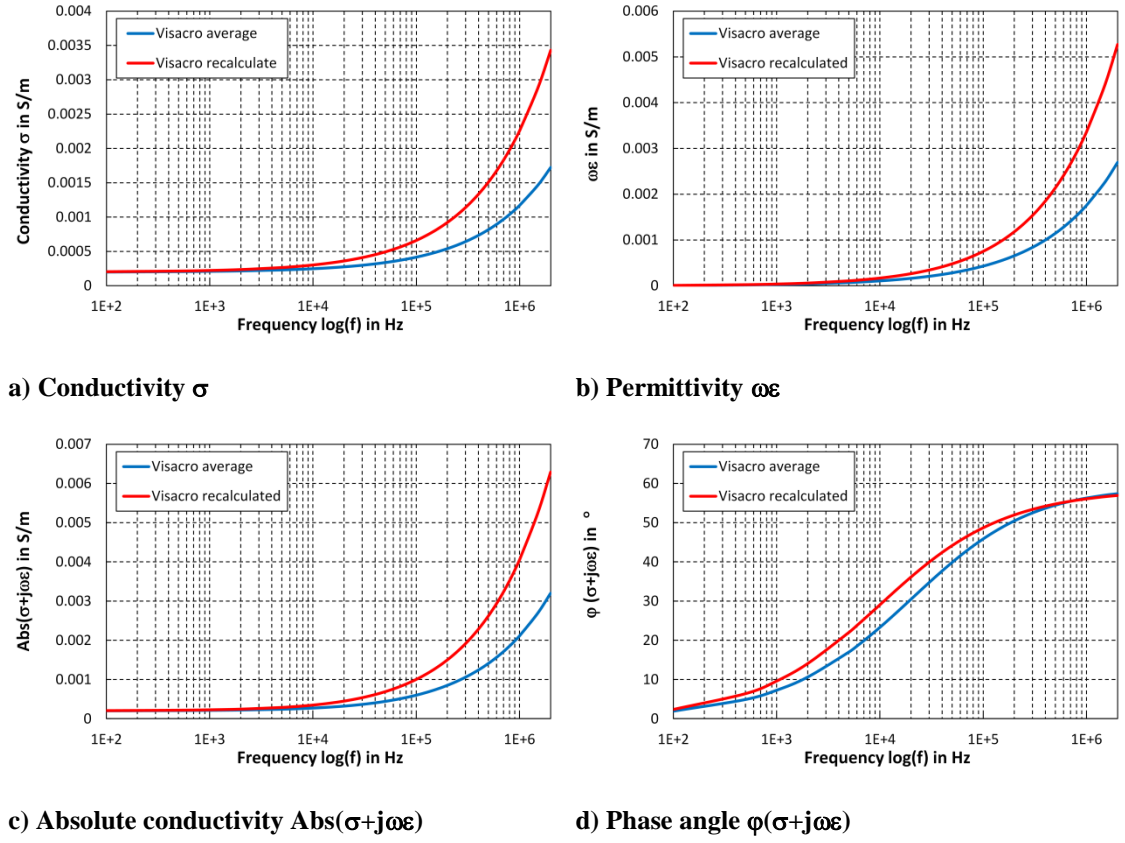 0.004
0.0035
0.003
0.0025
0.002
0.0015
0.001
0.0005
0
Conductivity σ in S/m
Visacro average
Visacro recalculate
1E+2 1E+3 1E+4 1E+5 1E+6
Frequency log(f) in Hz
0.006
0.005
0.004
0.003
0.002
0.001
0
ωε in S/m
Visacro average
Visacro recalculated
1E+2 1E+3 1E+4 1E+5 1E+6
Frequency log(f) in Hz
a) Conductivity σ
b) Permittivity ωε
0.007
0.006
0.005
0.004
0.003
0.002
0.001
0
Abs(σ+jωε) in S/m
Visacro average
Visacro recalculated
1E+2 1E+3 1E+4 1E+5 1E+6
Frequency log(f) in Hz
70
60
50
40
30
20
10
0
φ (σ+jωε) in °
Visacro average
Visacro recalculated
1E+2 1E+3 1E+4 1E+5 1E+6
Frequency log(f) in Hz
c) Absolute conductivity Abs(σ+jωε)
d) Phase angle φ(σ+jωε)